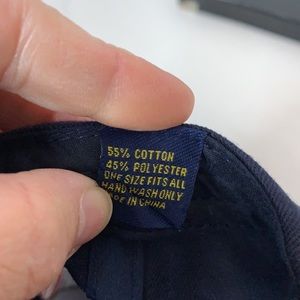 55% COTTON
45% POLYESTER
ONE SIZE FITS ALL
HAND WASH ONLY
MADE IN CHINA